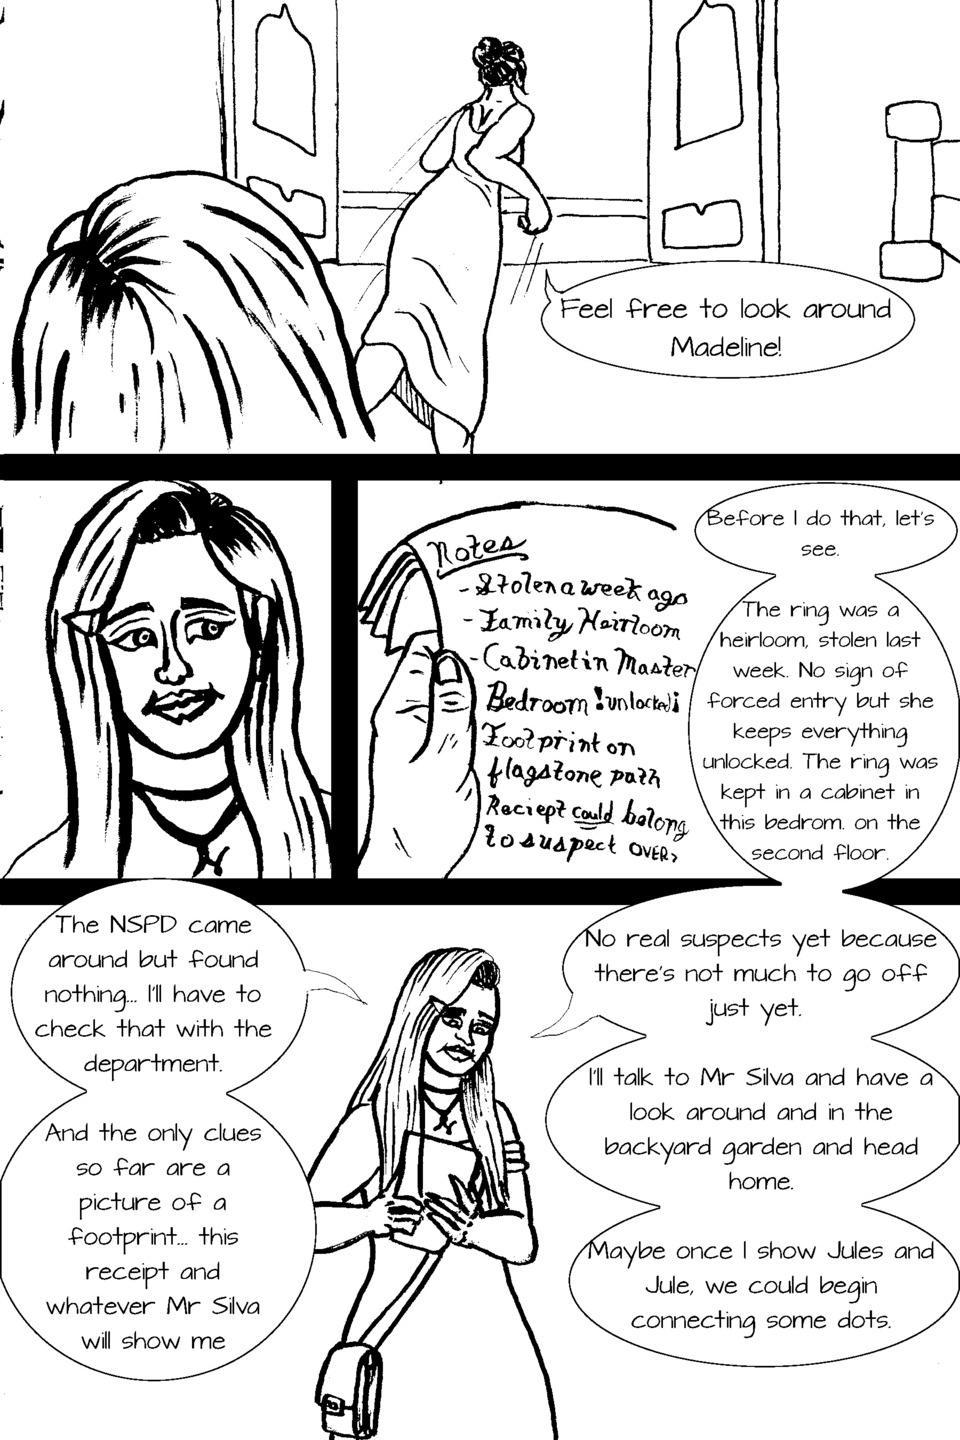 Feel free to look around
Madeline!
Notes
- Stolen a week ago
- Family Heirloom
- Cabinet in Master
Bedroom !unlocked¡
Footprint on
flagstone path
Reciept could belong
to suspect OVER>
Before I do that, let's
see.
The ring was a
heirloom, stolen last
week. No sign of
forced entry but she
keeps everything
unlocked. The ring was
kept in a cabinet in
this bedrom. on the
second floor.
The NSPD came
around but found
nothing... I'll have to
check that with the
department.
And the only clues
so far are a
picture of a
footprint... this
receipt and
whatever Mr Silva
will show me
No real suspects yet because
there's not much to go off
just yet.
I'll talk to Mr Silva and have a
look around and in the
backyard garden and head
home.
Maybe once I show Jules and
Jule, we could begin
connecting some dots.